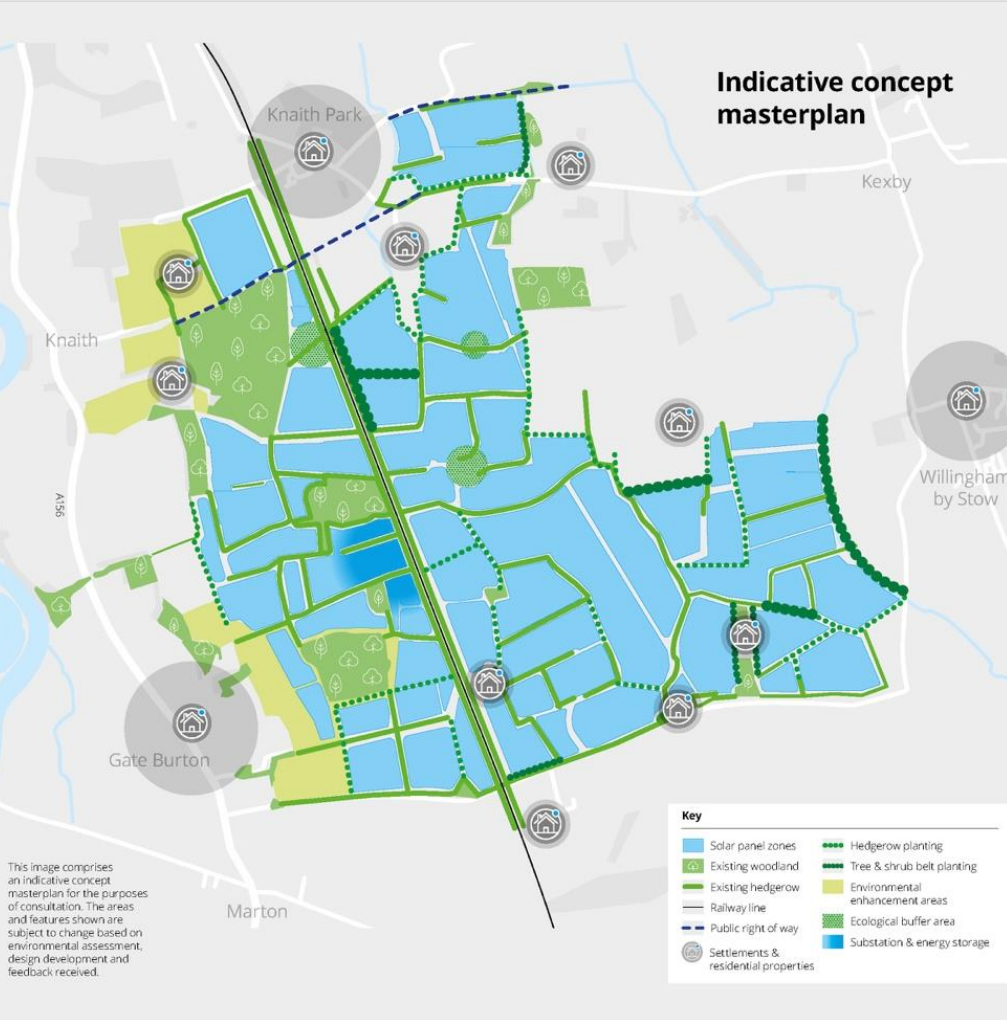 Indicative concept
masterplan
Knaith Park
Kexby
Knaith
Willingham
by Stow
A156
Gate Burton
Marton
This image comprises
an indicative concept
masterplan for the purposes
of consultation. The areas
and features shown are
subject to change based on
environmental assessment,
design development and
feedback received.
Key
Solar panel zones
Existing woodland
Existing hedgerow
Railway line
Public right of way
Settlements &
residential properties
Hedgerow planting
Tree & shrub belt planting
Environmental
enhancement areas
Ecological buffer area
Substation & energy storage